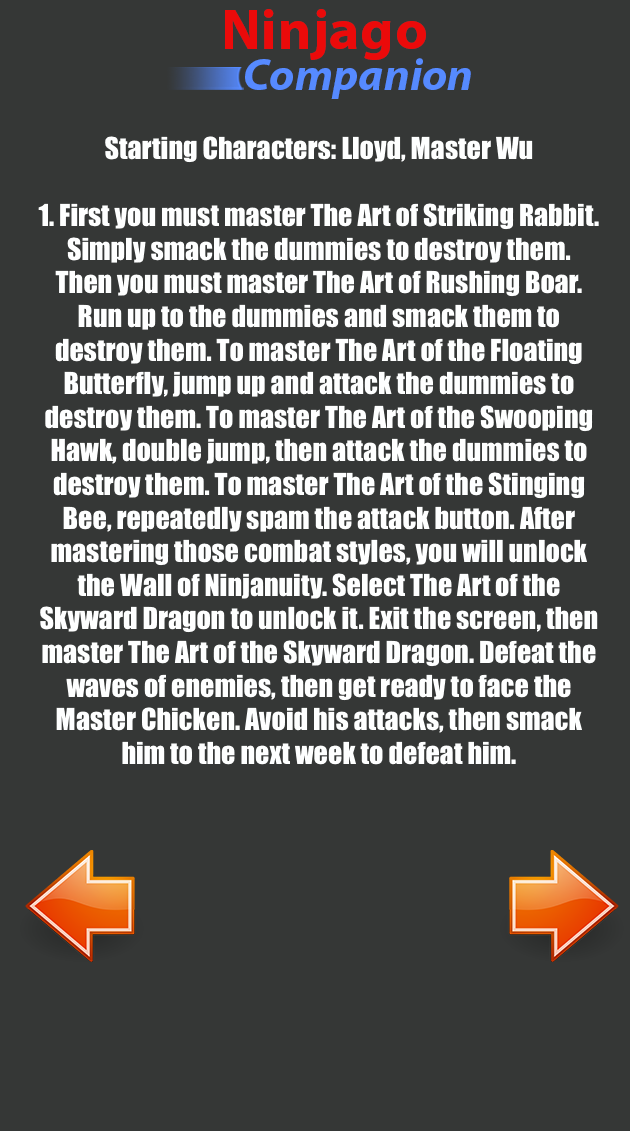 Ninjago
Companion
Starting Characters: Lloyd, Master Wu
1. First you must master The Art of Striking Rabbit.
Simply smack the dummies to destroy them.
Then you must master The Art of Rushing Boar.
Run up to the dummies and smack them to
destroy them. To master The Art of the Floating
Butterfly, jump up and attack the dummies to
destroy them. To master The Art of the Swooping
Hawk, double jump, then attack the dummies to
destroy them. To master The Art of the Stinging
Bee, repeatedly spam the attack button. After
mastering those combat styles, you will unlock
the Wall of Ninjanuity. Select The Art of the
Skyward Dragon to unlock it. Exit the screen, then
master The Art of the Skyward Dragon. Defeat the
waves of enemies, then get ready to face the
Master Chicken. Avoid his attacks, then smack
him to the next week to defeat him.